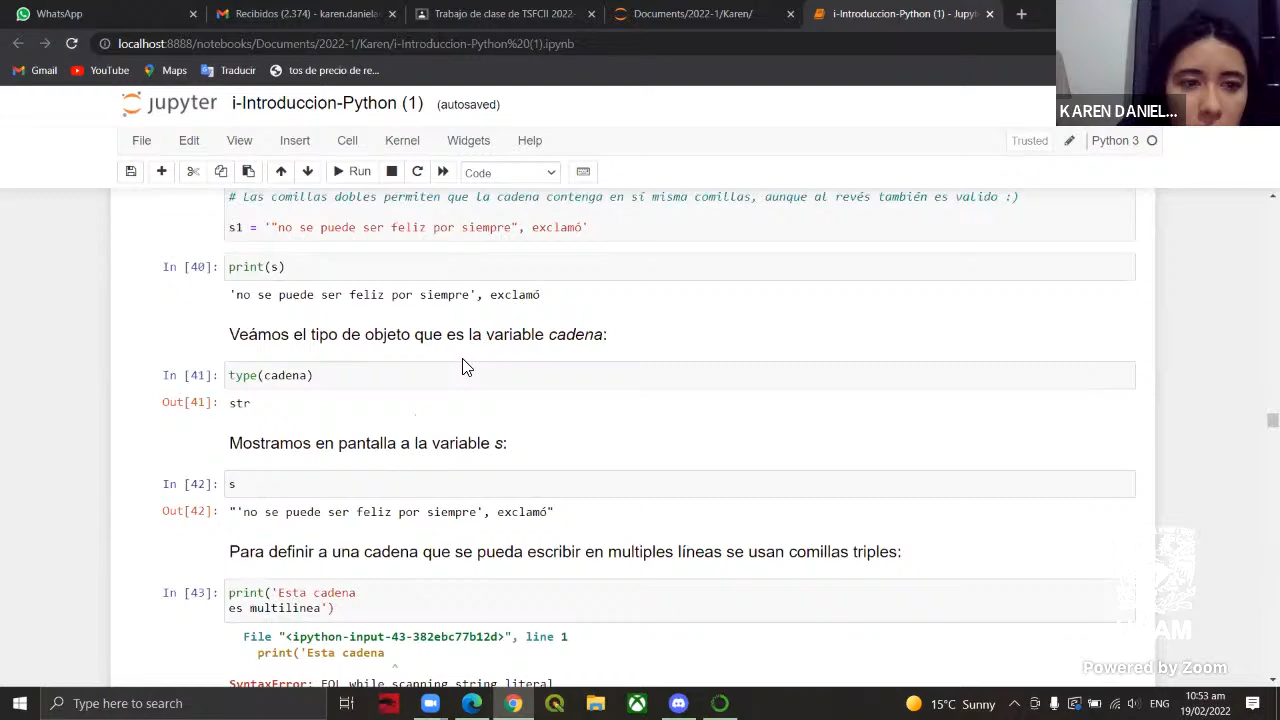 WhatsApp
Recibidos (2.374) - karen.daniela
Trabajo de clase de TSFCII 2022-
Documents/2022-1/Karen/
i-Introduccion-Python (1) - Jupyt
localhost:8888/notebooks/Documents/2022-1/Karen/i-Introduccion-Python%20(1).ipynb
Gmail YouTube Maps Traducir tos de precio de re...
jupyter i-Introduccion-Python (1) (autosaved)
KAREN DANIEL...
File Edit View Insert Cell Kernel Widgets Help Trusted Python 3
Run Code
# Las comillas dobles permiten que la cadena contenga en sí misma comillas, aunque al revés también es valido :)
s1 = '"no se puede ser feliz por siempre", exclamó'
In [40]: print(s)
'no se puede ser feliz por siempre', exclamó
Veámos el tipo de objeto que es la variable cadena:
In [41]: type(cadena)
Out[41]: str
Mostramos en pantalla a la variable s:
In [42]: s
Out[42]: "'no se puede ser feliz por siempre', exclamó"
Para definir a una cadena que se pueda escribir en multiples líneas se usan comillas triples:
In [43]: print('Esta cadena
es multilinea')
File "<ipython-input-43-382ebc77b12d>", line 1
print('Esta cadena
^
SyntaxError: EOL while scanning string literal
Powered by Zoom
Type here to search
15°C Sunny
10:53 am
19/02/2022